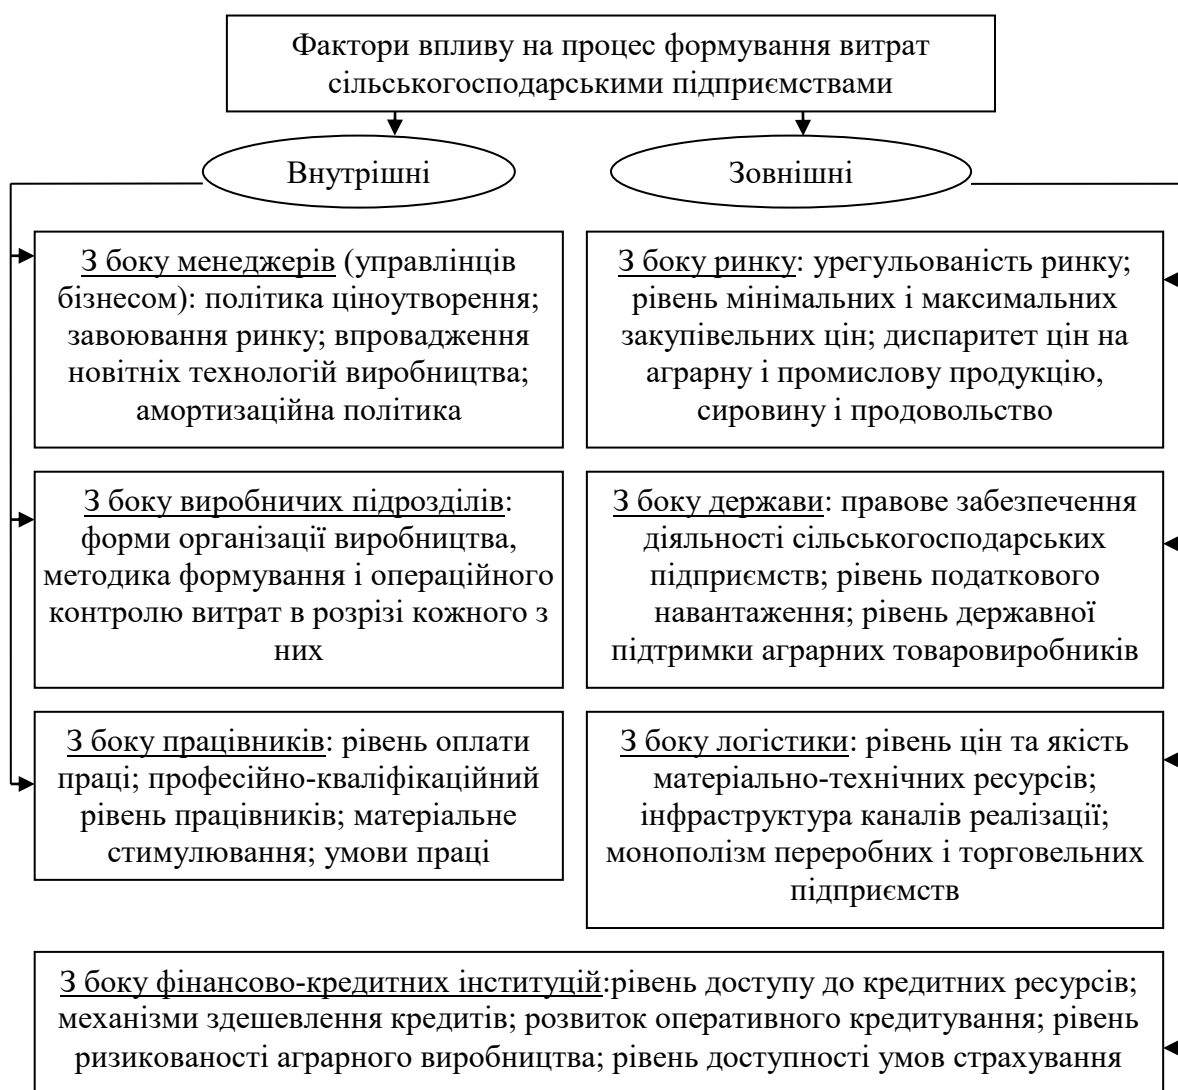 Фактори впливу на процес формування витрат
сільськогосподарськими підприємствами
Внутрішні
Зовнішні
З боку менеджерів (управлінців
бізнесом): політика ціноутворення;
завоювання ринку; впровадження
новітніх технологій виробництва;
амортизаційна політика
З боку ринку: урегульованість ринку;
рівень мінімальних і максимальних
закупівельних цін; диспаритет цін на
аграрну і промислову продукцію,
сировину і продовольство
З боку виробничих підрозділів:
форми організації виробництва,
методика формування і операційного
контролю витрат в розрізі кожного з
них
З боку держави: правове забезпечення
діяльності сільськогосподарських
підприємств; рівень податкового
навантаження; рівень державної
підтримки аграрних товаровиробників
З боку працівників: рівень оплати
праці; професійно-кваліфікаційний
рівень працівників; матеріальне
стимулювання; умови праці
З боку логістики: рівень цін та якість
матеріально-технічних ресурсів;
інфраструктура каналів реалізації;
монополізм переробних і торговельних
підприємств
З боку фінансово-кредитних інституцій:рівень доступу до кредитних ресурсів;
механізми здешевлення кредитів; розвиток оперативного кредитування; рівень
ризикованості аграрного виробництва; рівень доступності умов страхування